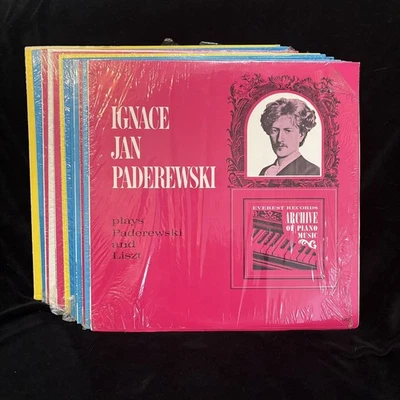 IGNACE
JAN
PADEREWSKI
plays
Paderewski
and
Liszt
EVEREST RECORDS
ARCHIVE
OF PIANO
MUSIC